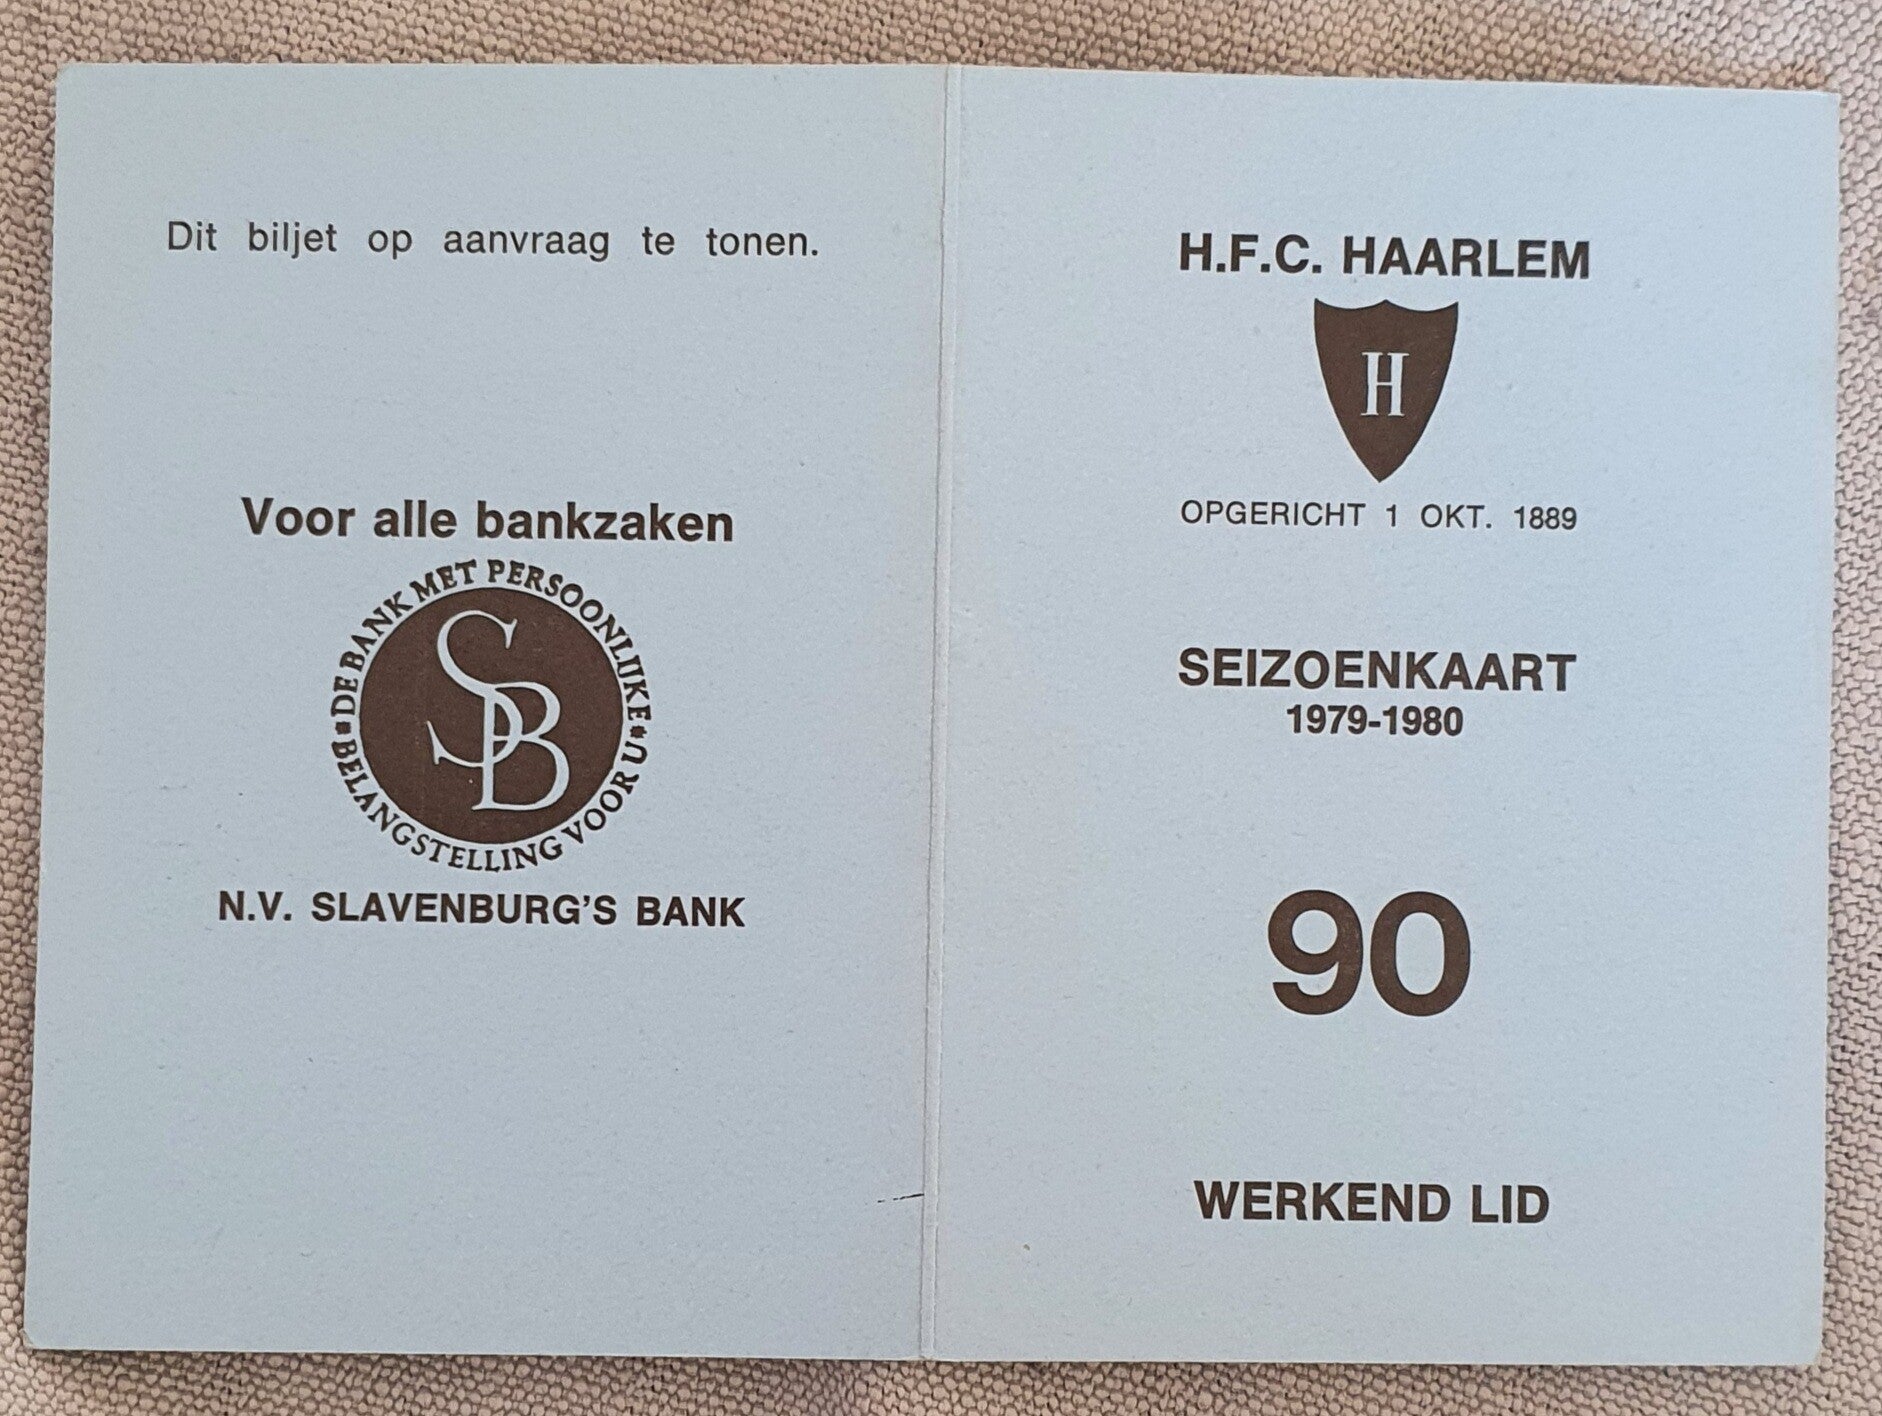 Dit biljet op aanvraag te tonen.
Voor alle bankzaken
DE BANK MET PERSOONLIJKE
BELANGSTELLING VOOR U
SB
N.V. SLAVENBURG'S BANK
H.F.C. HAARLEM
H
OPGERICHT 1 OKT. 1889
SEIZOENKAART
1979-1980
90
WERKEND LID